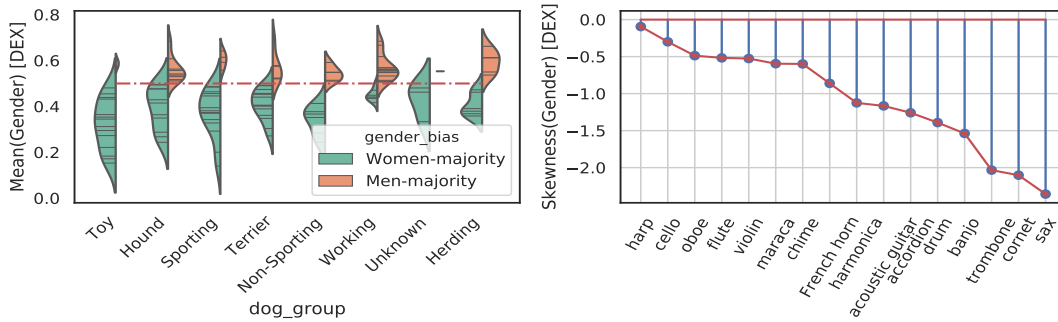 Mean(Gender) [DEX]
0.8
0.6
0.4
0.2
0.0
gender_bias
Women-majority
Men-majority
Toy
Hound
Sporting
Terrier
Non-Sporting
Working
Unknown
Herding
dog_group
Skewness(Gender) [DEX]
0.0
−0.5
−1.0
−1.5
−2.0
harp
cello
oboe
flute
violin
maraca
chime
French horn
harmonica
acoustic guitar
accordion
drum
banjo
trombone
cornet
sax